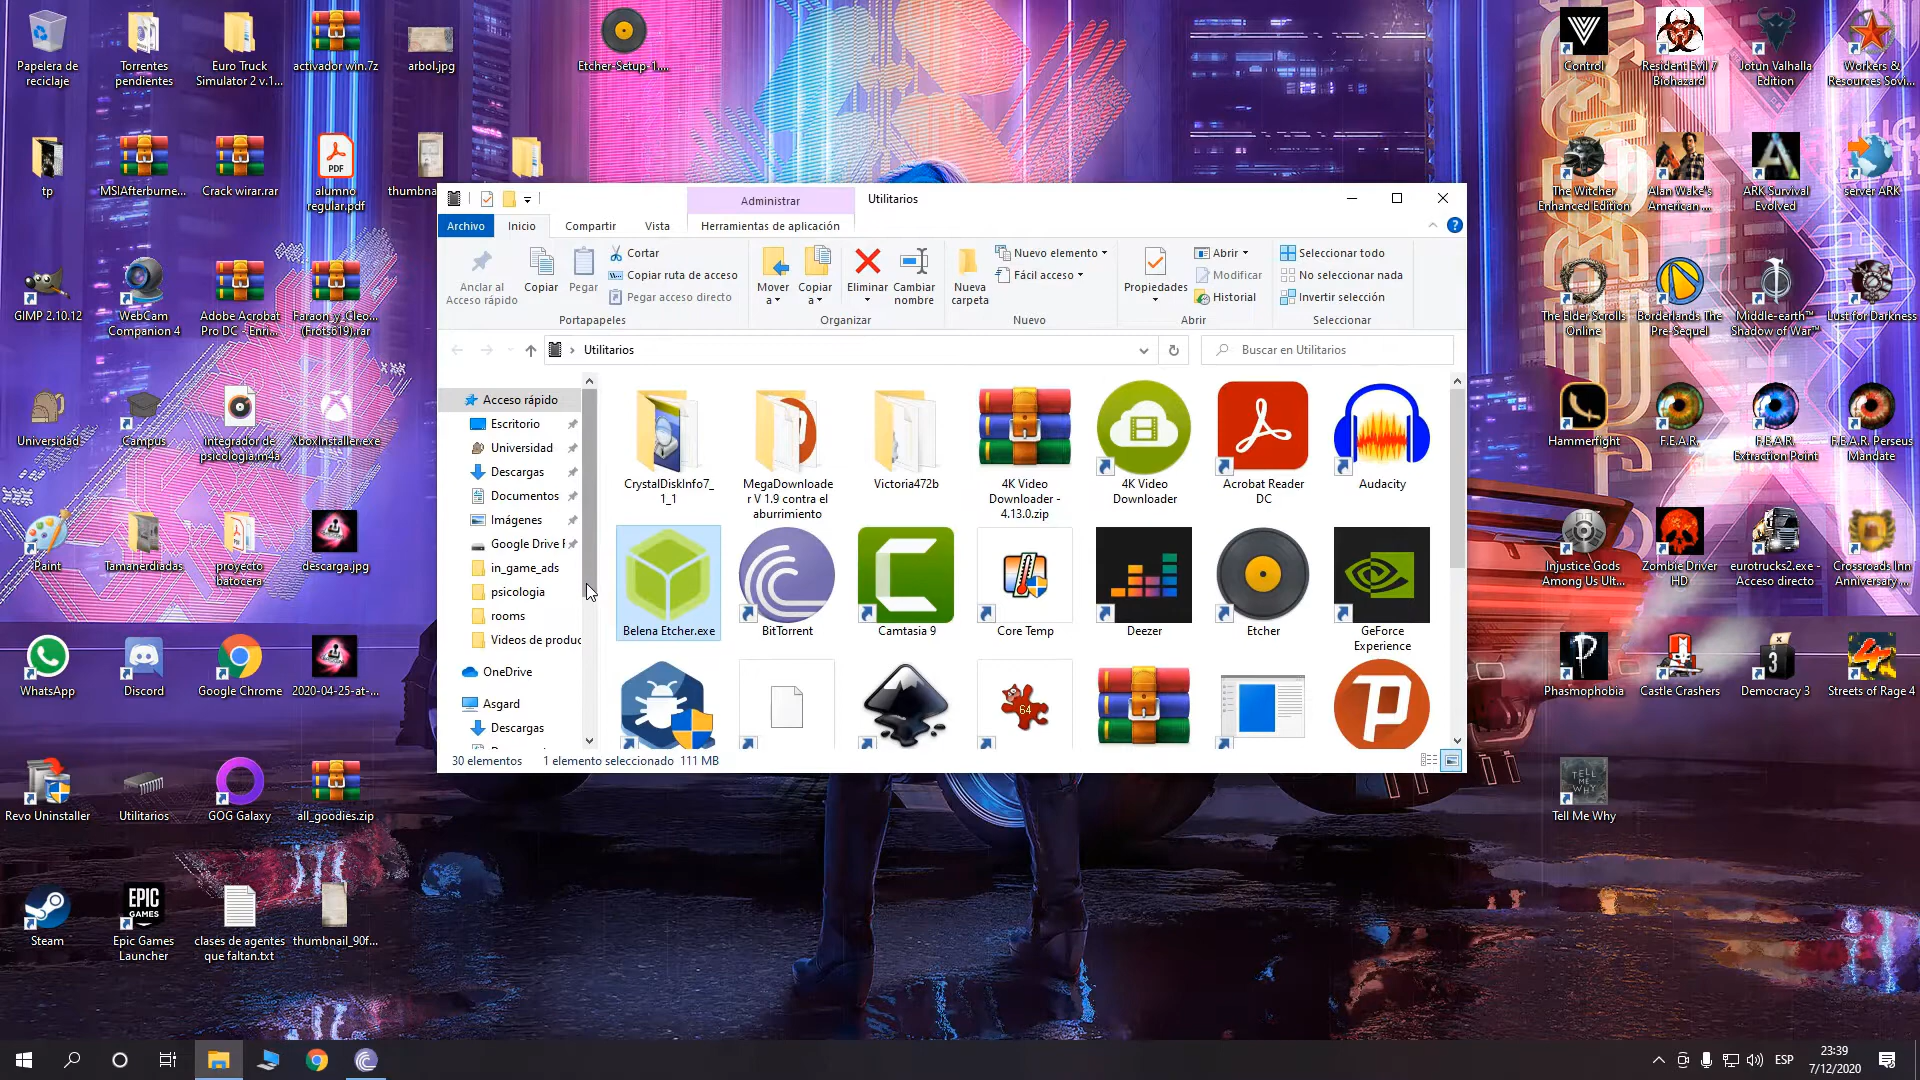 Papelera de
reciclaje
Torrentes
pendientes
Euro Truck
Simulator 2 v.1...
activador win.7z
arbol.jpg
Etcher-Setup-1....
Control
Resident Evil 7
Biohazard
Jotun Valhalla
Edition
Workers &
Resources Sovi...
tp
MSIAfterburne...
Crack wirar.rar
PDF
alumno
regular.pdf
thumbna
The Witcher
Enhanced Edition
Alan Wake's
American ...
ARK Survival
Evolved
server ARK
GIMP 2.10.12
WebCam
Companion 4
Adobe Acrobat
Pro DC - Enri...
Faraon_y_Cleo...
(Frots619).rar
The Elder Scrolls
Online
Borderlands The
Pre-Sequel
Middle-earth™
Shadow of War™
Lust for Darkness
Universidad
Campus
integrador de
psicologia.m4a
XboxInstaller.exe
Hammerfight
F.E.A.R.
F.E.A.R.
Extraction Point
F.E.A.R. Perseus
Mandate
Paint
Tamanerdiadas
proyecto
batocera
descarga.jpg
Injustice Gods
Among Us Ult...
Zombie Driver
HD
eurotrucks2.exe -
Acceso directo
Crossroads Inn
Anniversary ...
WhatsApp
Discord
Google Chrome
2020-04-25-at-...
Phasmophobia
Castle Crashers
Democracy 3
Streets of Rage 4
Revo Uninstaller
Utilitarios
GOG Galaxy
all_goodies.zip
TELL
ME
WHY
Tell Me Why
Steam
EPIC
GAMES
Epic Games
Launcher
clases de agentes
que faltan.txt
thumbnail_90f...
Administrar
Utilitarios
Archivo
Inicio
Compartir
Vista
Herramientas de aplicación
Anclar al
Acceso rápido
Copiar
Pegar
Cortar
Copiar ruta de acceso
Pegar acceso directo
Portapapeles
Mover
a
Copiar
a
Eliminar
Cambiar
nombre
Organizar
Nueva
carpeta
Nuevo elemento
Fácil acceso
Nuevo
Propiedades
Abrir
Modificar
Historial
Abrir
Seleccionar todo
No seleccionar nada
Invertir selección
Seleccionar
Utilitarios
Buscar en Utilitarios
Acceso rápido
Escritorio
Universidad
Descargas
Documentos
Imágenes
Google Drive F
in_game_ads
psicologia
rooms
Videos de produc
OneDrive
Asgard
Descargas
CrystalDiskInfo7_
1_1
MegaDownloade
r V 1.9 contra el
aburrimiento
Victoria472b
4K Video
Downloader -
4.13.0.zip
4K Video
Downloader
Acrobat Reader
DC
Audacity
Belena Etcher.exe
BitTorrent
Camtasia 9
Core Temp
Deezer
Etcher
GeForce
Experience
64
30 elementos
1 elemento seleccionado 111 MB
ESP
23:39
7/12/2020